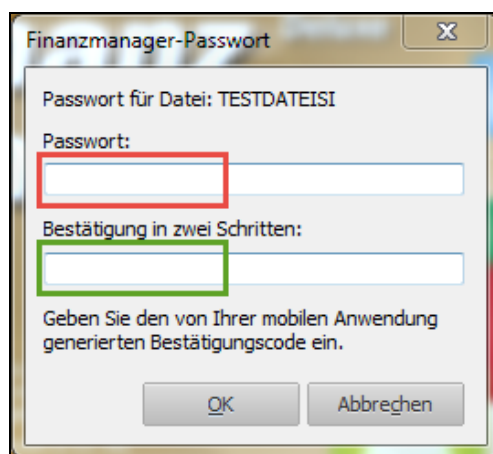 Finanzmanager-Passwort
Passwort für Datei: TESTDATEISI
Passwort:
Bestätigung in zwei Schritten:
Geben Sie den von Ihrer mobilen Anwendung
generierten Bestätigungscode ein.
OK
Abbrechen